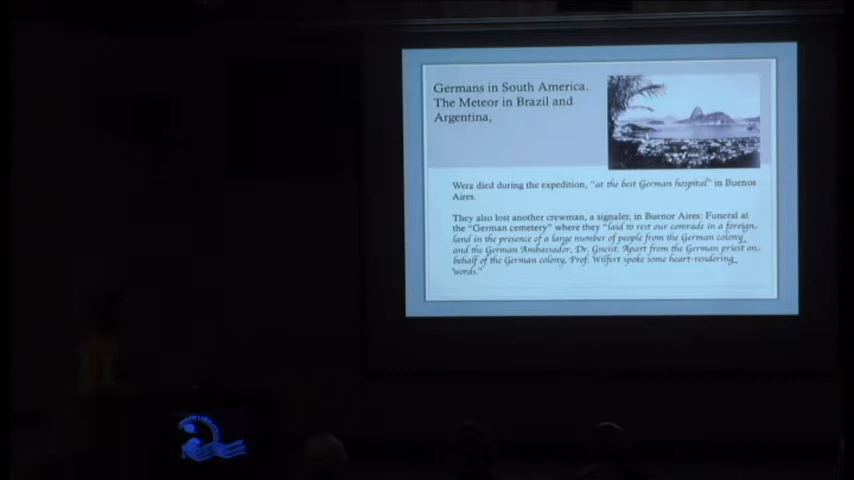 Germans in South America.
The Meteor in Brazil and
Argentina,
Werz died during the expedition, "at the best German hospital" in Buenos
Aires.
They also lost another crewman, a signaler, in Buenos Aires: Funeral at
the "German cemetery" where they "laid to rest our comrade in a foreign
land in the presence of a large number of people from the German colony
and the German Ambassador, Dr. Gneist. Apart from the German priest on
behalf of the German colony, Prof. Wilfert spoke some heart-rendering
words."